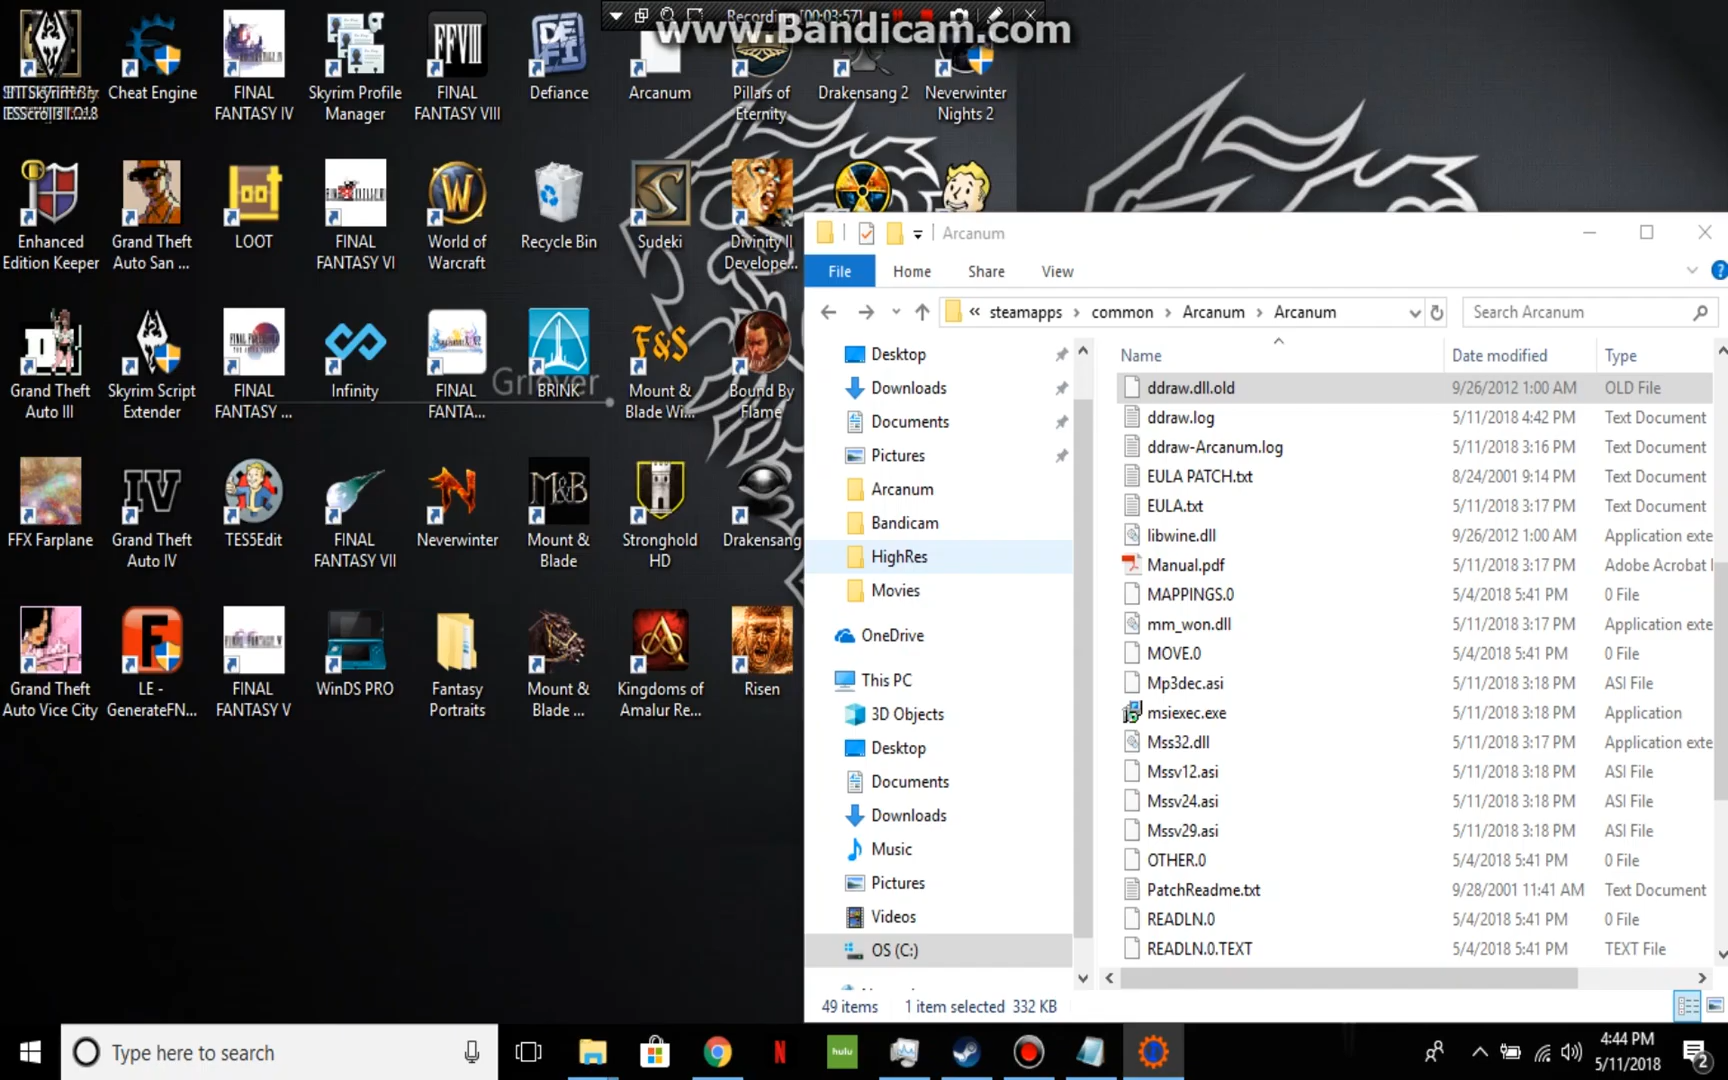 Recording [00:03:57]
www.Bandicam.com
Cheat Engine
FINAL
FANTASY IV
Skyrim Profile
Manager
FFVIII
FINAL
FANTASY VIII
DEFI
Defiance
Arcanum
Pillars of
Eternity
Drakensang 2
Neverwinter
Nights 2
Enhanced
Edition Keeper
Grand Theft
Auto San ...
LOOT
FINAL
FANTASY VI
World of
Warcraft
Recycle Bin
Sudeki
Divinity II
Develope...
Griever
Grand Theft
Auto III
Skyrim Script
Extender
FINAL
FANTASY ...
Infinity
FINAL
FANTA...
BRINK
F&S
Mount &
Blade Wi...
Bound By
Flame
FFX Farplane
IV
Grand Theft
Auto IV
TES5Edit
FINAL
FANTASY VII
Neverwinter
M&B
Mount &
Blade
Stronghold
HD
Drakensang
Grand Theft
Auto Vice City
LE -
GenerateFN...
FINAL
FANTASY V
WinDS PRO
Fantasy
Portraits
Mount &
Blade ...
Kingdoms of
Amalur Re...
Risen
Arcanum
File Home Share View
« steamapps › common › Arcanum › Arcanum
Search Arcanum
Desktop
Downloads
Documents
Pictures
Arcanum
Bandicam
HighRes
Movies
OneDrive
This PC
3D Objects
Desktop
Documents
Downloads
Music
Pictures
Videos
OS (C:)
Name Date modified Type
ddraw.dll.old 9/26/2012 1:00 AM OLD File
ddraw.log 5/11/2018 4:42 PM Text Document
ddraw-Arcanum.log 5/11/2018 3:16 PM Text Document
EULA PATCH.txt 8/24/2001 9:14 PM Text Document
EULA.txt 5/11/2018 3:17 PM Text Document
libwine.dll 9/26/2012 1:00 AM Application exte
Manual.pdf 5/11/2018 3:17 PM Adobe Acrobat
MAPPINGS.0 5/4/2018 5:41 PM 0 File
mm_won.dll 5/11/2018 3:17 PM Application exte
MOVE.0 5/4/2018 5:41 PM 0 File
Mp3dec.asi 5/11/2018 3:18 PM ASI File
msiexec.exe 5/11/2018 3:18 PM Application
Mss32.dll 5/11/2018 3:17 PM Application exte
Mssv12.asi 5/11/2018 3:18 PM ASI File
Mssv24.asi 5/11/2018 3:18 PM ASI File
Mssv29.asi 5/11/2018 3:18 PM ASI File
OTHER.0 5/4/2018 5:41 PM 0 File
PatchReadme.txt 9/28/2001 11:41 AM Text Document
READLN.0 5/4/2018 5:41 PM 0 File
READLN.0.TEXT 5/4/2018 5:41 PM TEXT File
49 items 1 item selected 332 KB
Type here to search
hulu
4:44 PM
5/11/2018
2